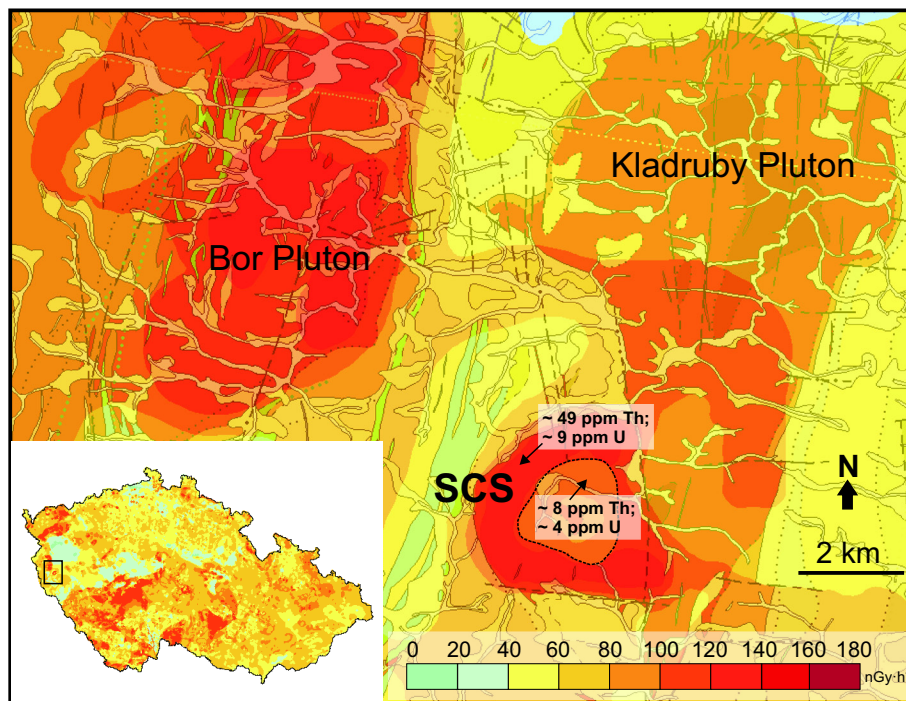 Kladruby Pluton
Bor Pluton
~ 49 ppm Th;
~ 9 ppm U
SCS
~ 8 ppm Th;
~ 4 ppm U
N
2 km
0 20 40 60 80 100 120 140 160 180
nGy·h